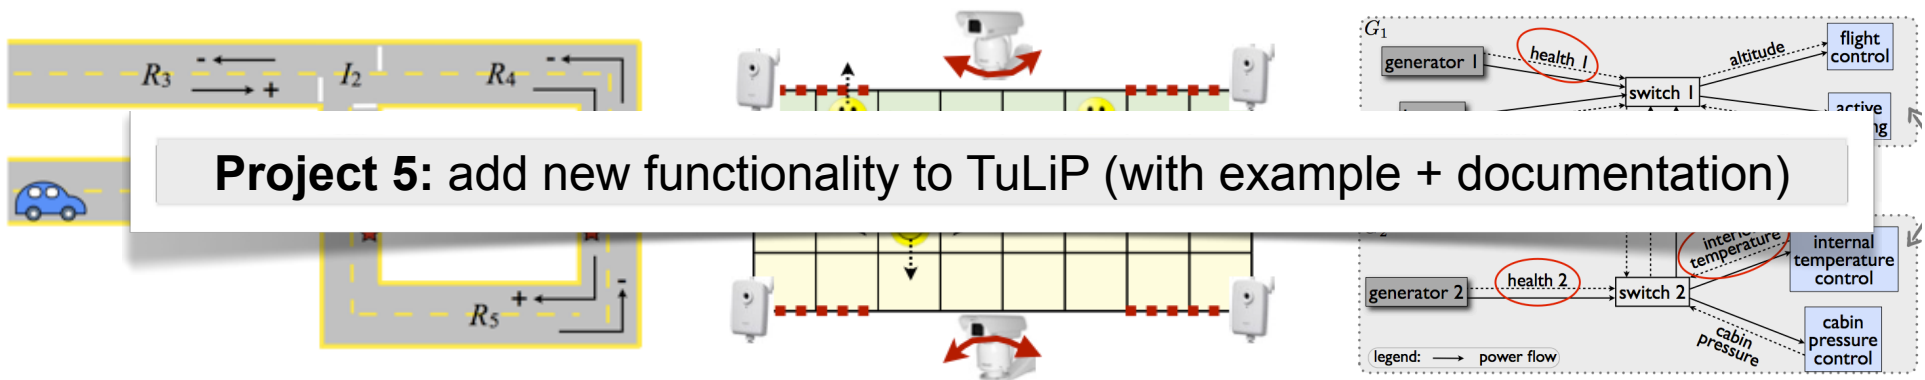 R3
I2
R4
- +
-
Project 5: add new functionality to TuLiP (with example + documentation)
+
-
R5
G1
generator 1
health 1
switch 1
altitude
flight
control
active
generator 2
health 2
switch 2
temperature
internal
temperature
control
cabin
pressure
cabin
pressure
control
legend: power flow